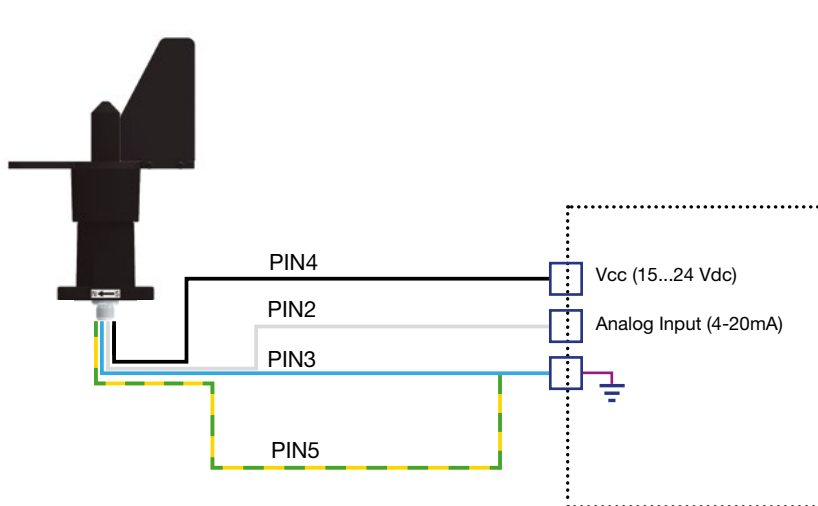 PIN4
Vcc (15...24 Vdc)
PIN2
Analog Input (4-20mA)
N S
PIN3
PIN5